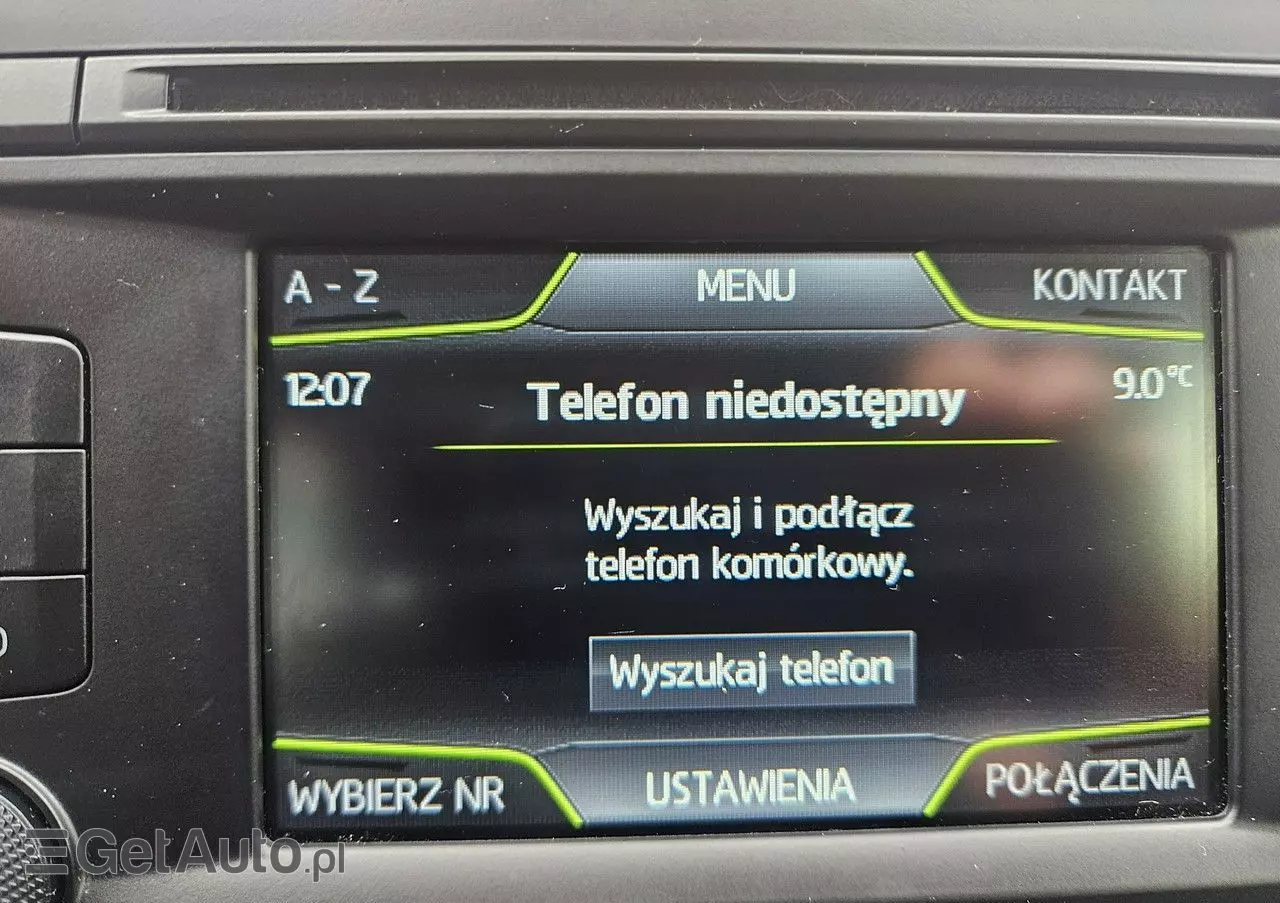 A - Z
MENU
KONTAKT
12:07
Telefon niedostępny
9.0°C
Wyszukaj i podłącz
telefon komórkowy.
Wyszukaj telefon
WYBIERZ NR
USTAWIENIA
POŁĄCZENIA
GetAuto.pl